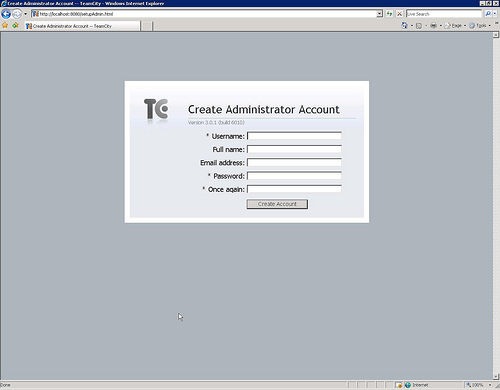 Create Administrator Account -- TeamCity - Windows Internet Explorer
http://localhost:8080/setupAdmin.html
Live Search
Create Administrator Account -- TeamCity
Page
Tools
TC
Create Administrator Account
Version 3.0.1 (build 6010)
* Username:
Full name:
Email address:
* Password:
* Once again:
Create Account
Done
Internet
100%